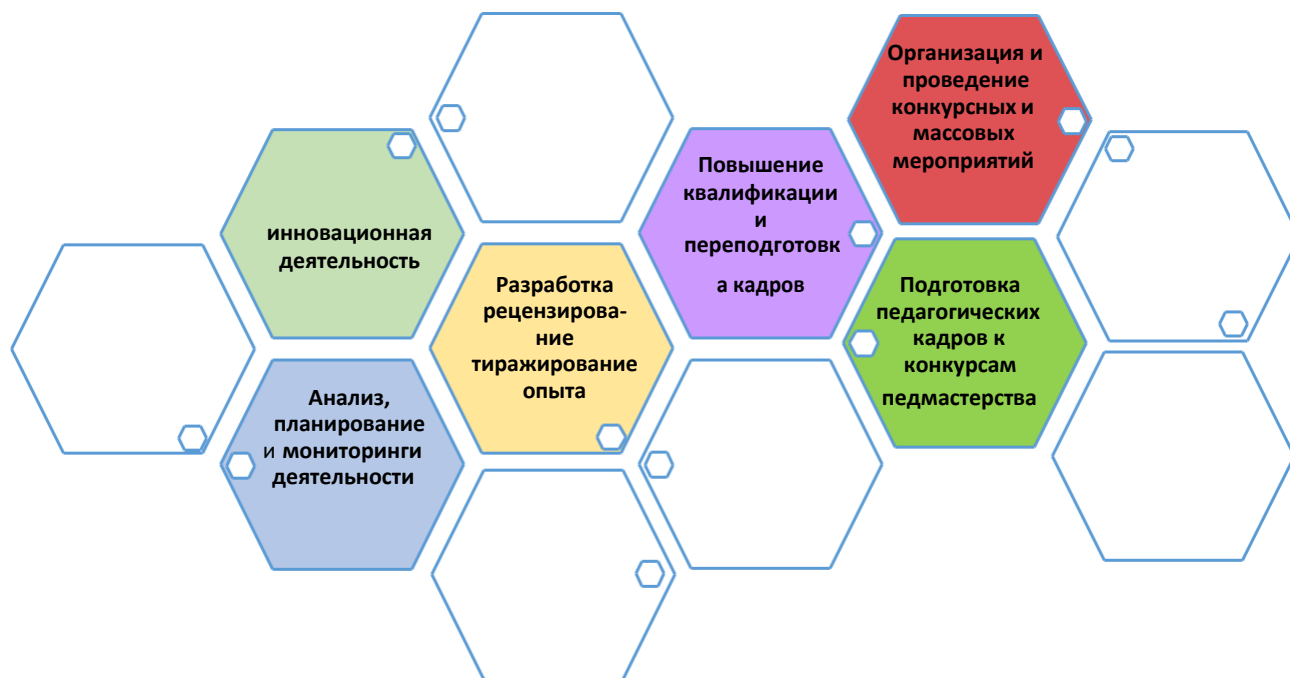 инновационная
деятельность
Анализ,
планирование
и мониторинги
деятельности
Разработка
рецензирова-
ние
тиражирование
опыта
Повышение
квалификации
и
переподготовк
а кадров
Организация и
проведение
конкурсных и
массовых
мероприятий
Подготовка
педагогических
кадров к
конкурсам
педмастерства